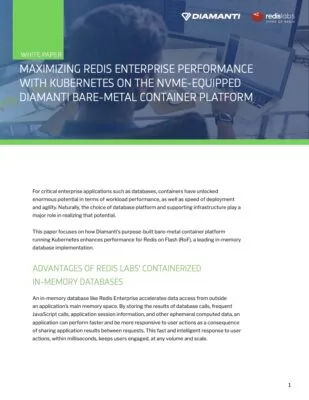 DIAMANTI
redislabs
HOME OF REDIS
WHITE PAPER
MAXIMIZING REDIS ENTERPRISE PERFORMANCE
WITH KUBERNETES ON THE NVME-EQUIPPED
DIAMANTI BARE-METAL CONTAINER PLATFORM
For critical enterprise applications such as databases, containers have unlocked
enormous potential in terms of workload performance, as well as speed of deployment
and agility. Naturally, the choice of database platform and supporting infrastructure play a
major role in realizing that potential.
This paper focuses on how Diamanti's purpose-built bare-metal container platform
running Kubernetes enhances performance for Redis on Flash (RoF), a leading in-memory
database implementation.
ADVANTAGES OF REDIS LABS' CONTAINERIZED
IN-MEMORY DATABASES
An in-memory database like Redis Enterprise accelerates data access from outside
an application's main memory space. By storing the results of database calls, frequent
JavaScript calls, application session information, and other ephemeral computed data, an
application can perform faster and be more responsive to user actions as a consequence
of sharing application results between requests. This fast and intelligent response to user
actions, within milliseconds, keeps users engaged, at any volume and scale.
1